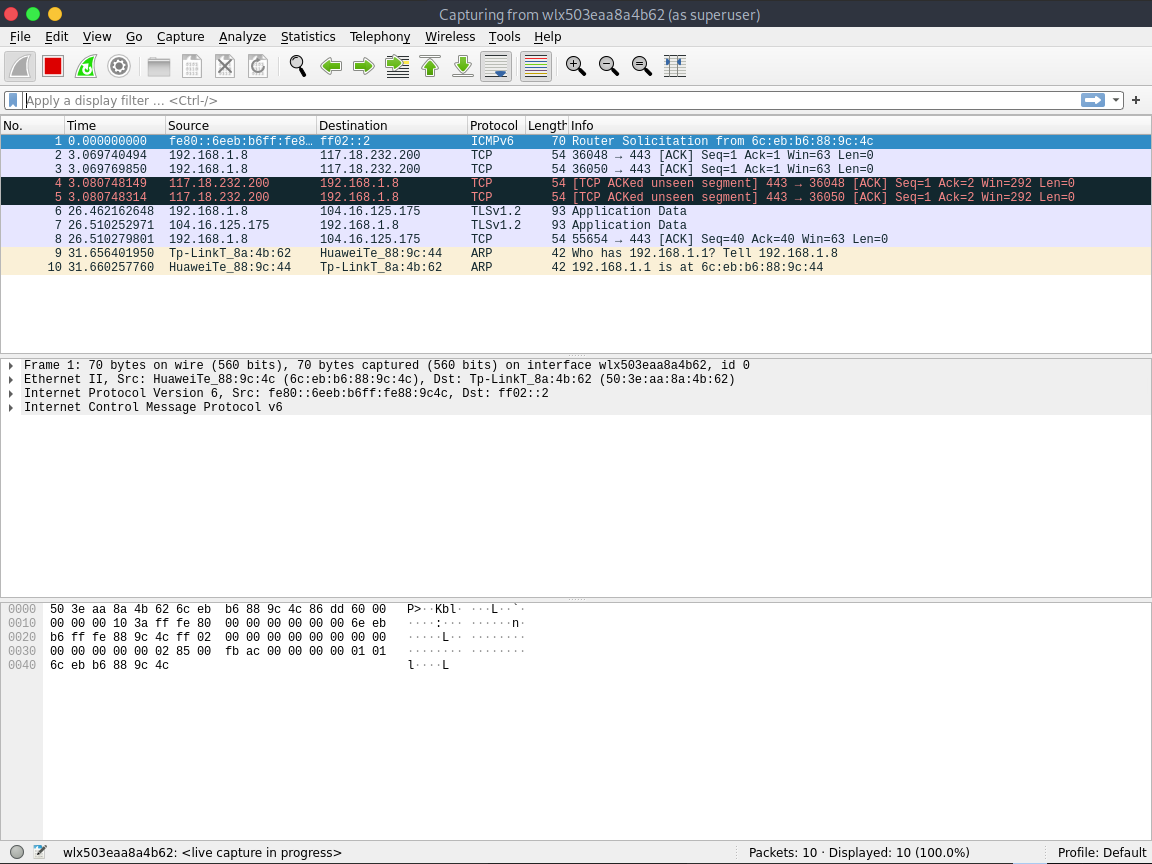 Capturing from wlx503eaa8a4b62 (as superuser)
File Edit View Go Capture Analyze Statistics Telephony Wireless Tools Help
Apply a display filter ... <Ctrl-/>
+
No. Time Source Destination Protocol Length Info
1 0.000000000 fe80::6eeb:b6ff:fe8… ff02::2 ICMPv6 70 Router Solicitation from 6c:eb:b6:88:9c:4c
2 3.069740494 192.168.1.8 117.18.232.200 TCP 54 36048 → 443 [ACK] Seq=1 Ack=1 Win=63 Len=0
3 3.069769850 192.168.1.8 117.18.232.200 TCP 54 36050 → 443 [ACK] Seq=1 Ack=1 Win=63 Len=0
4 3.080748149 117.18.232.200 192.168.1.8 TCP 54 [TCP ACKed unseen segment] 443 → 36048 [ACK] Seq=1 Ack=2 Win=292 Len=0
5 3.080748314 117.18.232.200 192.168.1.8 TCP 54 [TCP ACKed unseen segment] 443 → 36050 [ACK] Seq=1 Ack=2 Win=292 Len=0
6 26.462162648 192.168.1.8 104.16.125.175 TLSv1.2 93 Application Data
7 26.510252971 104.16.125.175 192.168.1.8 TLSv1.2 93 Application Data
8 26.510279801 192.168.1.8 104.16.125.175 TCP 54 55654 → 443 [ACK] Seq=40 Ack=40 Win=63 Len=0
9 31.656401950 Tp-LinkT_8a:4b:62 HuaweiTe_88:9c:44 ARP 42 Who has 192.168.1.1? Tell 192.168.1.8
10 31.660257760 HuaweiTe_88:9c:44 Tp-LinkT_8a:4b:62 ARP 42 192.168.1.1 is at 6c:eb:b6:88:9c:44
Frame 1: 70 bytes on wire (560 bits), 70 bytes captured (560 bits) on interface wlx503eaa8a4b62, id 0
Ethernet II, Src: HuaweiTe_88:9c:4c (6c:eb:b6:88:9c:4c), Dst: Tp-LinkT_8a:4b:62 (50:3e:aa:8a:4b:62)
Internet Protocol Version 6, Src: fe80::6eeb:b6ff:fe88:9c4c, Dst: ff02::2
Internet Control Message Protocol v6
0000 50 3e aa 8a 4b 62 6c eb b6 88 9c 4c 86 dd 60 00 P>··Kbl· ···L··`·
0010 00 00 00 10 3a ff fe 80 00 00 00 00 00 00 6e eb ····:··· ······n·
0020 b6 ff fe 88 9c 4c ff 02 00 00 00 00 00 00 00 00 ·····L·· ········
0030 00 00 00 00 00 02 85 00 fb ac 00 00 00 00 01 01 ········ ········
0040 6c eb b6 88 9c 4c l····L
wlx503eaa8a4b62: <live capture in progress> Packets: 10 · Displayed: 10 (100.0%) Profile: Default